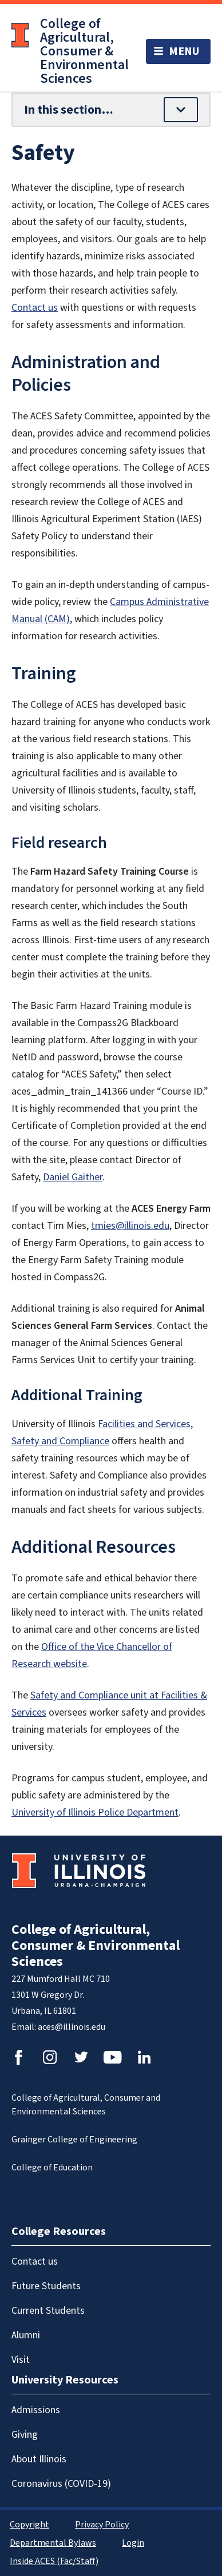 College of
Agricultural,
Consumer &
Environmental
Sciences
MENU
In this section...
Safety
Whatever the discipline, type of research
activity, or location, The College of ACES cares
about the safety of our faculty, students,
employees, and visitors. Our goals are to help
identify hazards, minimize risks associated
with those hazards, and help train people to
perform their research activities safely.
Contact us with questions or with requests
for safety assessments and information.
Administration and
Policies
The ACES Safety Committee, appointed by the
dean, provides advice and recommend policies
and procedures concerning safety issues that
affect college operations. The College of ACES
strongly recommends all those involved in
research review the College of ACES and
Illinois Agricultural Experiment Station (IAES)
Safety Policy to understand their
responsibilities.
To gain an in-depth understanding of campus-
wide policy, review the Campus Administrative
Manual (CAM), which includes policy
information for research activities.
Training
The College of ACES has developed basic
hazard training for anyone who conducts work
at the various field research stations. This
training is also applicable to many other
agricultural facilities and is available to
University of Illinois students, faculty, staff,
and visiting scholars.
Field research
The Farm Hazard Safety Training Course is
mandatory for personnel working at any field
research center, which includes the South
Farms as well as the field research stations
across Illinois. First-time users of any research
center must complete the training before they
begin their activities at the units.
The Basic Farm Hazard Training module is
available in the Compass2G Blackboard
learning platform. After logging in with your
NetID and password, browse the course
catalog for “ACES Safety,” then select
aces_admin_train_141366 under “Course ID.”
It is highly recommended that you print the
Certificate of Completion provided at the end
of the course. For any questions or difficulties
with the site, please contact Director of
Safety, Daniel Gaither.
If you will be working at the ACES Energy Farm
contact Tim Mies, tmies@illinois.edu, Director
of Energy Farm Operations, to gain access to
the Energy Farm Safety Training module
hosted in Compass2G.
Additional training is also required for Animal
Sciences General Farm Services. Contact the
manager of the Animal Sciences General
Farms Services Unit to verify your training.
Additional Training
University of Illinois Facilities and Services,
Safety and Compliance offers health and
safety training resources which may be of
interest. Safety and Compliance also provides
information on industrial safety and provides
manuals and fact sheets for various subjects.
Additional Resources
To promote safe and ethical behavior there
are certain compliance units researchers will
likely need to interact with. The units related
to animal care and other concerns are listed
on the Office of the Vice Chancellor of
Research website.
The Safety and Compliance unit at Facilities &
Services oversees worker safety and provides
training materials for employees of the
university.
Programs for campus student, employee, and
public safety are administered by the
University of Illinois Police Department.
UNIVERSITY OF
ILLINOIS
URBANA-CHAMPAIGN
College of Agricultural,
Consumer & Environmental
Sciences
227 Mumford Hall MC 710
1301 W Gregory Dr.
Urbana, IL 61801
Email: aces@illinois.edu
College of Agricultural, Consumer and
Environmental Sciences
Grainger College of Engineering
College of Education
College Resources
Contact us
Future Students
Current Students
Alumni
Visit
University Resources
Admissions
Giving
About Illinois
Coronavirus (COVID-19)
Copyright Privacy Policy
Departmental Bylaws Login
Inside ACES (Fac/Staff)